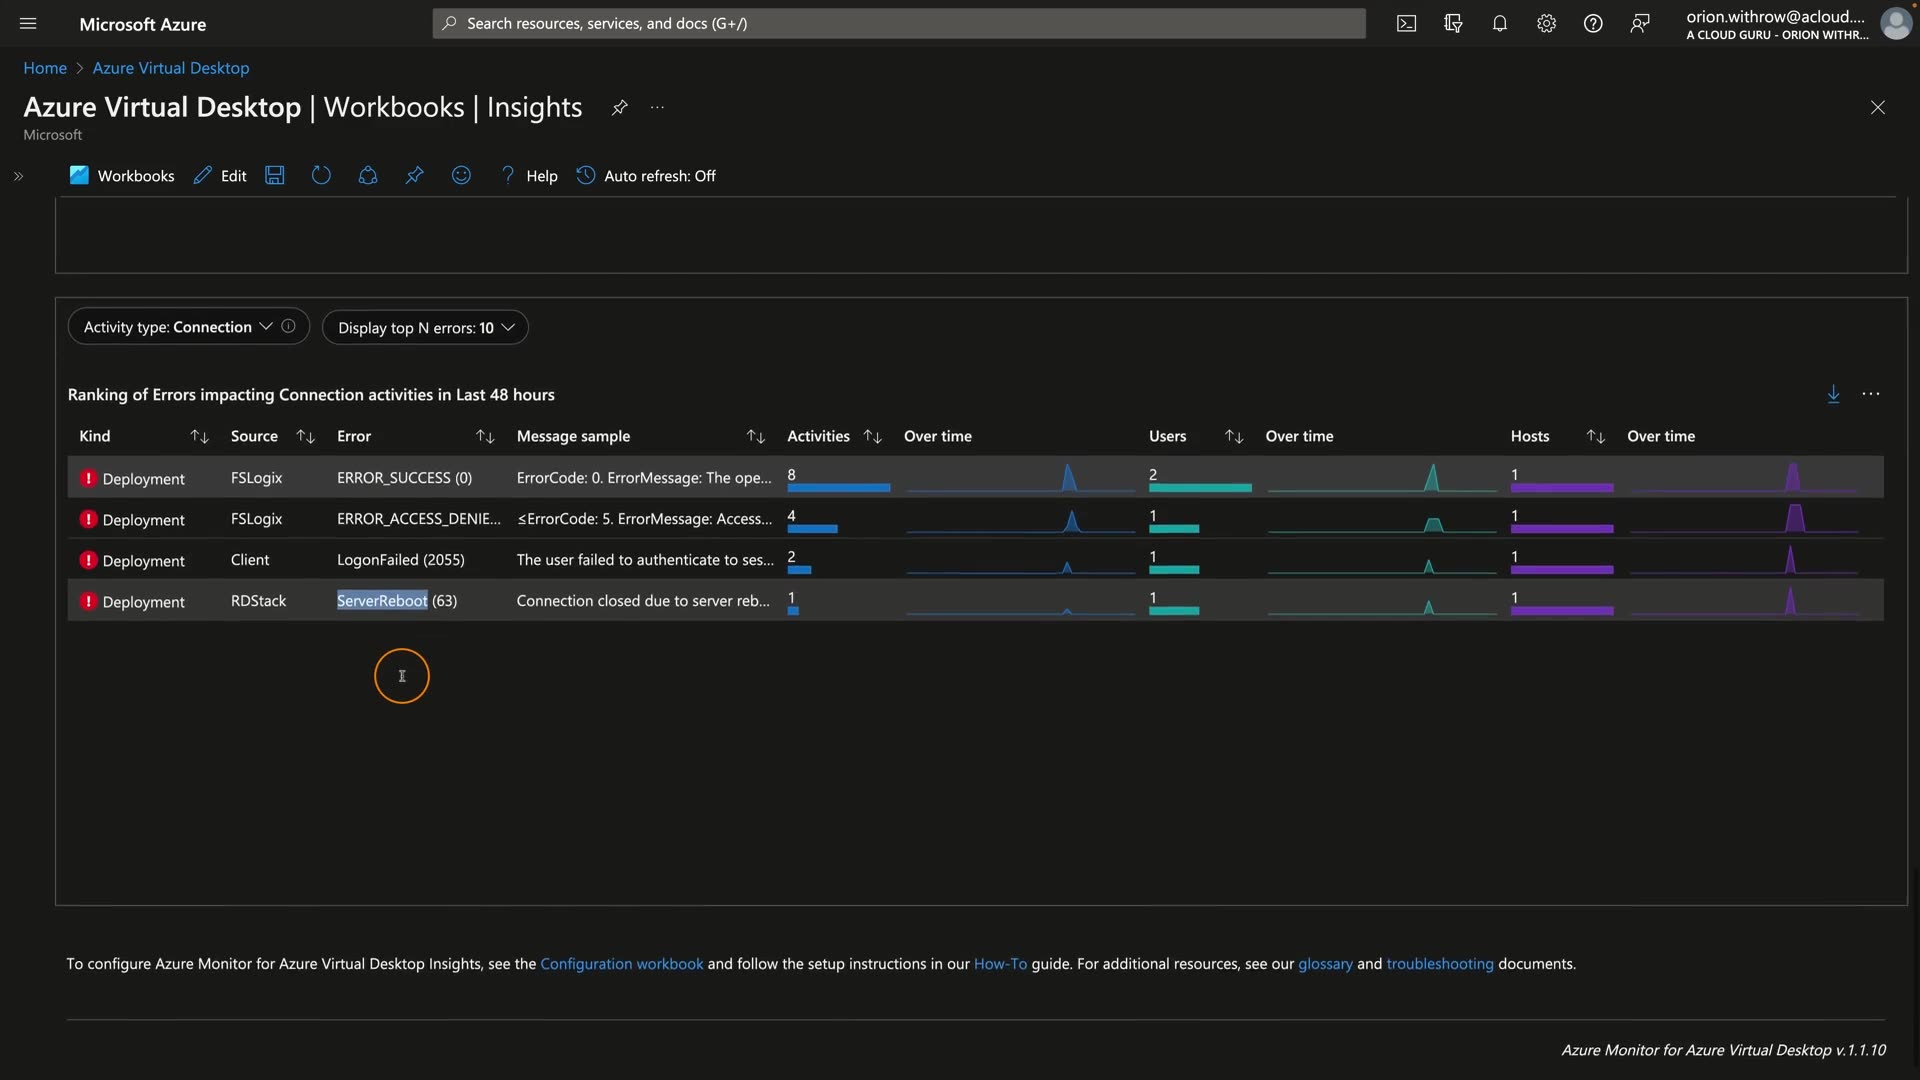 Microsoft Azure
Search resources, services, and docs (G+/)
orion.withrow@acloud....
A CLOUD GURU - ORION WITHR...
Home > Azure Virtual Desktop
Azure Virtual Desktop | Workbooks | Insights
Microsoft
Workbooks Edit Help Auto refresh: Off
Activity type: Connection
Display top N errors: 10
Ranking of Errors impacting Connection activities in Last 48 hours
Kind Source Error Message sample Activities Over time Users Over time Hosts Over time
Deployment FSLogix ERROR_SUCCESS (0) ErrorCode: 0. ErrorMessage: The ope... 8 2 1
Deployment FSLogix ERROR_ACCESS_DENIE... ≤ErrorCode: 5. ErrorMessage: Access... 4 1 1
Deployment Client LogonFailed (2055) The user failed to authenticate to ses... 2 1 1
Deployment RDStack ServerReboot (63) Connection closed due to server reb... 1 1 1
To configure Azure Monitor for Azure Virtual Desktop Insights, see the Configuration workbook and follow the setup instructions in our How-To guide. For additional resources, see our glossary and troubleshooting documents.
Azure Monitor for Azure Virtual Desktop v.1.1.10